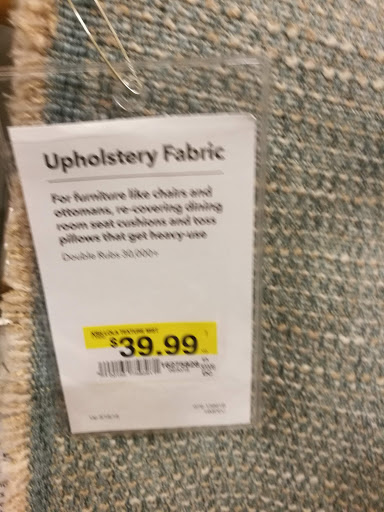 Upholstery Fabric
For furniture like chairs and
ottomans, re-covering dining
room seat cushions and toss
pillows that get heavy-use
Double Rubs 30,000+
$39.99